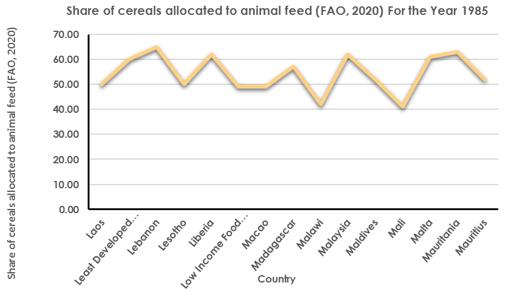 Share of cereals allocated to animal feed (FAO, 2020) For the Year 1985
Share of cereals allocated to animal feed (FAO, 2020)
70.00
60.00
50.00
40.00
30.00
20.00
10.00
0.00
Laos
Least Developed...
Lebanon
Lesotho
Liberia
Low Income Food...
Macao
Madagascar
Malawi
Malaysia
Maldives
Mali
Malta
Mauritania
Mauritius
Country